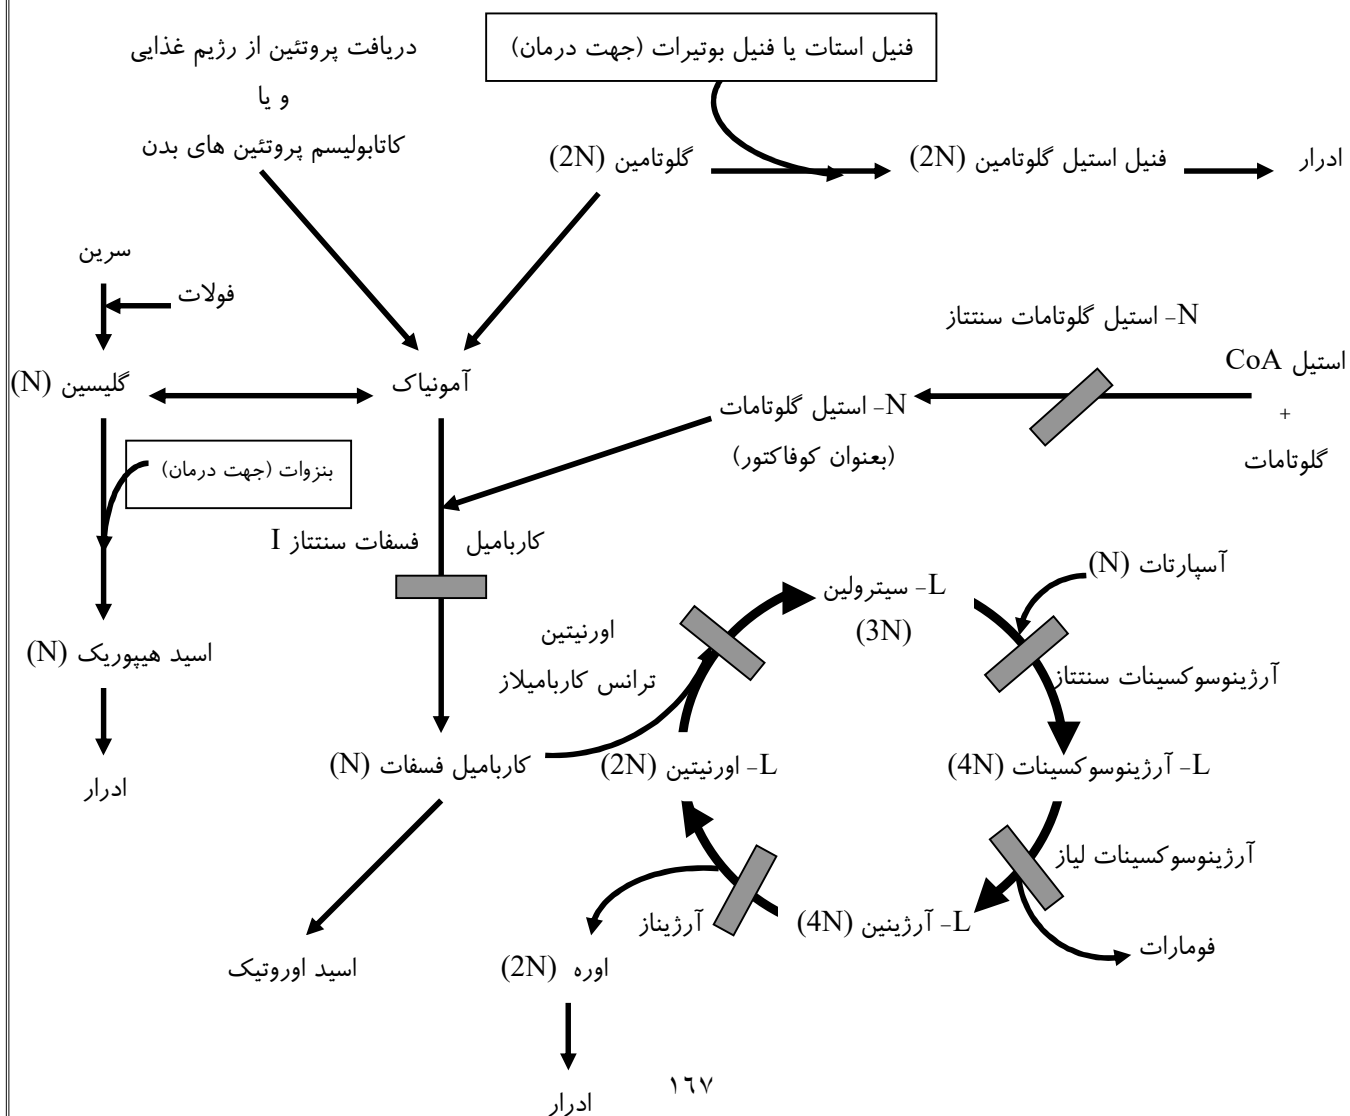 دریافت پروتئین از رژیم غذایی
و یا
کاتابولیسم پروتئین های بدن
فنیل استات یا فنیل بوتیرات (جهت درمان)
گلوتامین (2N)
فنیل استیل گلوتامین (2N)
ادرار
سرین
فولات
گلیسین (N)
آمونیاک
N- استیل گلوتامات سنتتاز
استیل CoA
+
گلوتامات
N- استیل گلوتامات
(بعنوان کوفاکتور)
بنزوات (جهت درمان)
کاربامیل فسفات سنتتاز I
اسید هیپوریک (N)
ادرار
اورنیتین
ترانس کاربامیلاز
L- سیترولین
(3N)
آسپارتات (N)
آرژینوسوکسینات سنتتاز
کاربامیل فسفات (N)
L- اورنیتین (2N)
L- آرژینوسوکسینات (4N)
آرژینوسوکسینات لیاز
فومارات
L- آرژینین (4N)
آرژیناز
اسید اوروتیک
اوره (2N)
ادرار
١٦٧